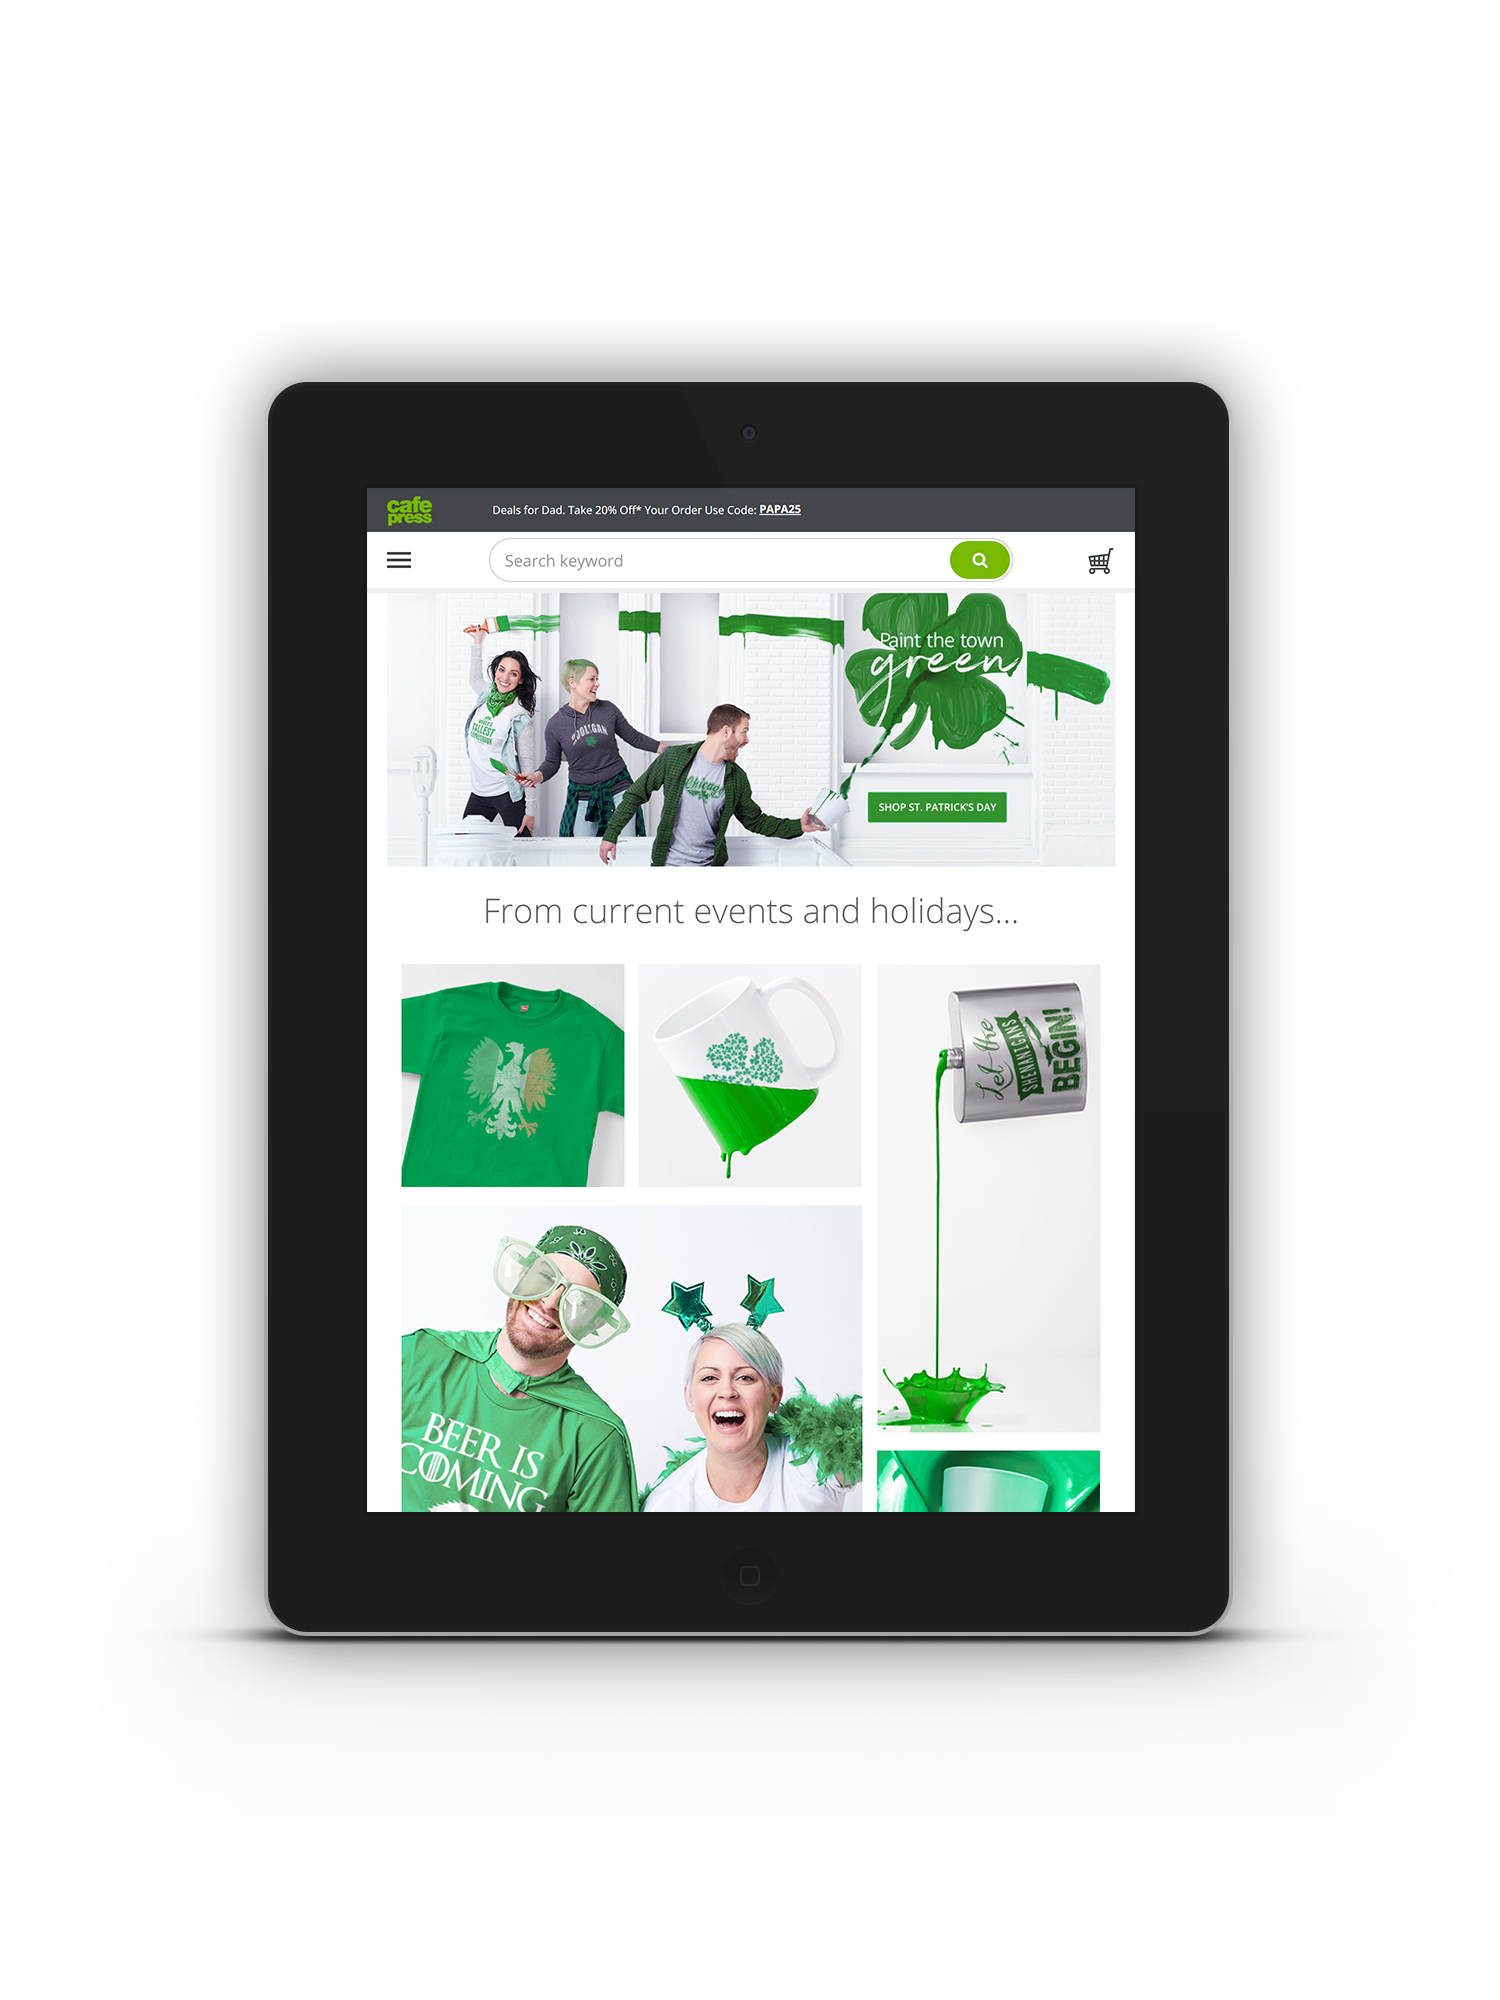 cafe
press
Deals for Dad. Take 20% Off* Your Order Use Code: PAPA25
Search keyword
Paint the town
green
TALLEST
HOOLIGAN
Chicago
SHOP ST. PATRICK'S DAY
From current events and holidays...
Let the
SHENANIGANS
BEGIN!
BEER IS
COMING